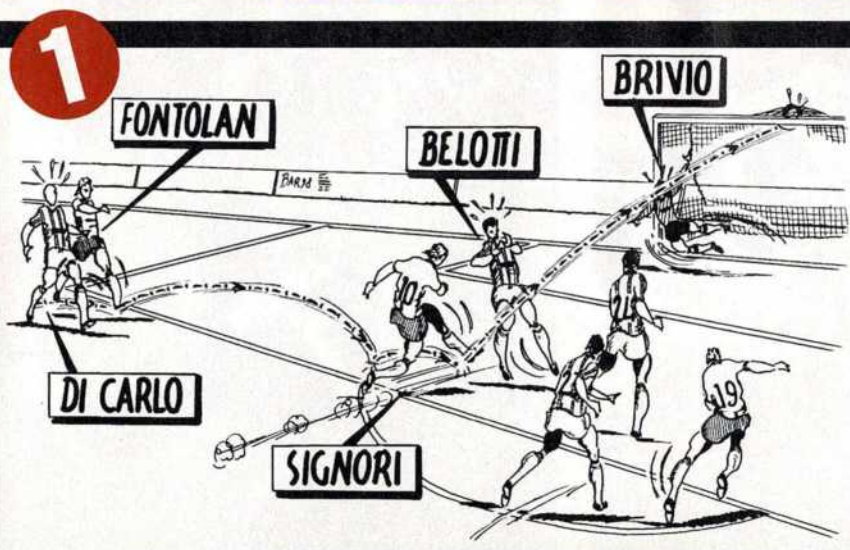 1
FONTOLAN
BRIVIO
BELOTTI
DI CARLO
SIGNORI
10
19